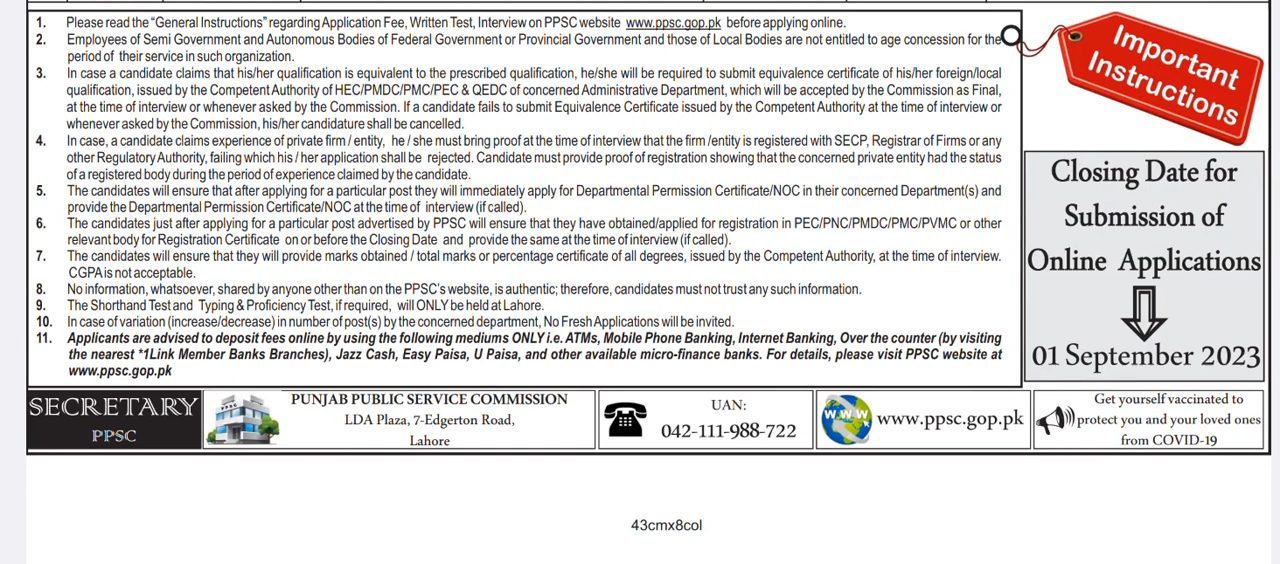 1. Please read the “General Instructions” regarding Application Fee, Written Test, Interview on PPSC website www.ppsc.gop.pk before applying online.
2. Employees of Semi Government and Autonomous Bodies of Federal Government or Provincial Government and those of Local Bodies are not entitled to age concession for the
period of their service in such organization.
3. In case a candidate claims that his/her qualification is equivalent to the prescribed qualification, he/she will be required to submit equivalence certificate of his/her foreign/local
qualification, issued by the Competent Authority of HEC/PMDC/PMC/PEC & QEDC of concerned Administrative Department, which will be accepted by the Commission as Final,
at the time of interview or whenever asked by the Commission. If a candidate fails to submit Equivalence Certificate issued by the Competent Authority at the time of interview or
whenever asked by the Commission, his/her candidature shall be cancelled.
4. In case, a candidate claims experience of private firm / entity, he / she must bring proof at the time of interview that the firm /entity is registered with SECP, Registrar of Firms or any
other Regulatory Authority, failing which his / her application shall be rejected. Candidate must provide proof of registration showing that the concerned private entity had the status
of a registered body during the period of experience claimed by the candidate.
5. The candidates will ensure that after applying for a particular post they will immediately apply for Departmental Permission Certificate/NOC in their concerned Department(s) and
provide the Departmental Permission Certificate/NOC at the time of interview (if called).
6. The candidates just after applying for a particular post advertised by PPSC will ensure that they have obtained/applied for registration in PEC/PNC/PMDC/PMC/PVMC or other
relevant body for Registration Certificate on or before the Closing Date and provide the same at the time of interview (if called).
7. The candidates will ensure that they will provide marks obtained / total marks or percentage certificate of all degrees, issued by the Competent Authority, at the time of interview.
CGPA is not acceptable.
8. No information, whatsoever, shared by anyone other than on the PPSC's website, is authentic; therefore, candidates must not trust any such information.
9. The Shorthand Test and Typing & Proficiency Test, if required, will ONLY be held at Lahore.
10. In case of variation (increase/decrease) in number of post(s) by the concerned department, No Fresh Applications will be invited.
11. Applicants are advised to deposit fees online by using the following mediums ONLY i.e. ATMs, Mobile Phone Banking, Internet Banking, Over the counter (by visiting
the nearest *1Link Member Banks Branches), Jazz Cash, Easy Paisa, U Paisa, and other available micro-finance banks. For details, please visit PPSC website at
www.ppsc.gop.pk
Important
Instructions
Closing Date for
Submission of
Online Applications
01 September 2023
SECRETARY
PPSC
PPSC
PUNJAB PUBLIC SERVICE COMMISSION
LDA Plaza, 7-Edgerton Road,
Lahore
UAN:
042-111-988-722
WWW
www.ppsc.gop.pk
Get yourself vaccinated to
protect you and your loved ones
from COVID-19
43cmx8col